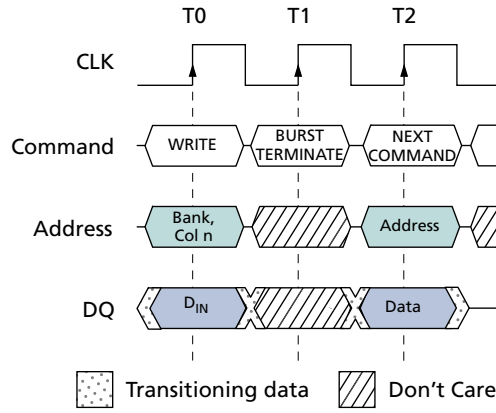 T0 T1 T2
CLK
Command WRITE BURST TERMINATE NEXT COMMAND
Address Bank, Col n Address
DQ DIN Data
Transitioning data Don't Care